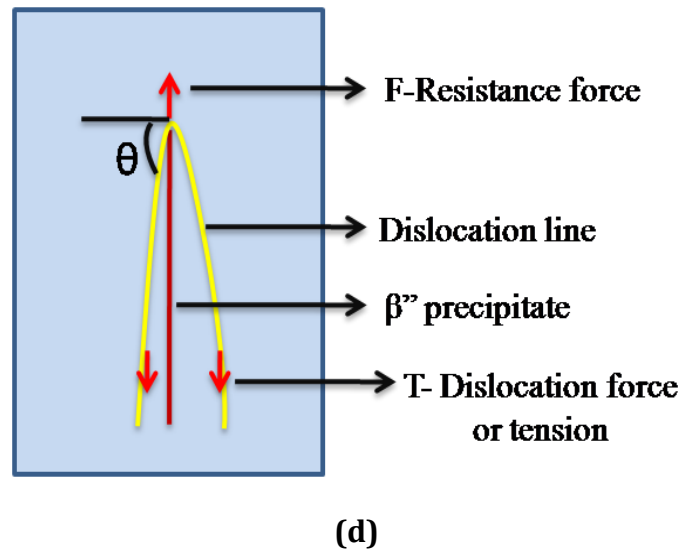 F-Resistance force
θ
Dislocation line
β” precipitate
T- Dislocation force
or tension
(d)